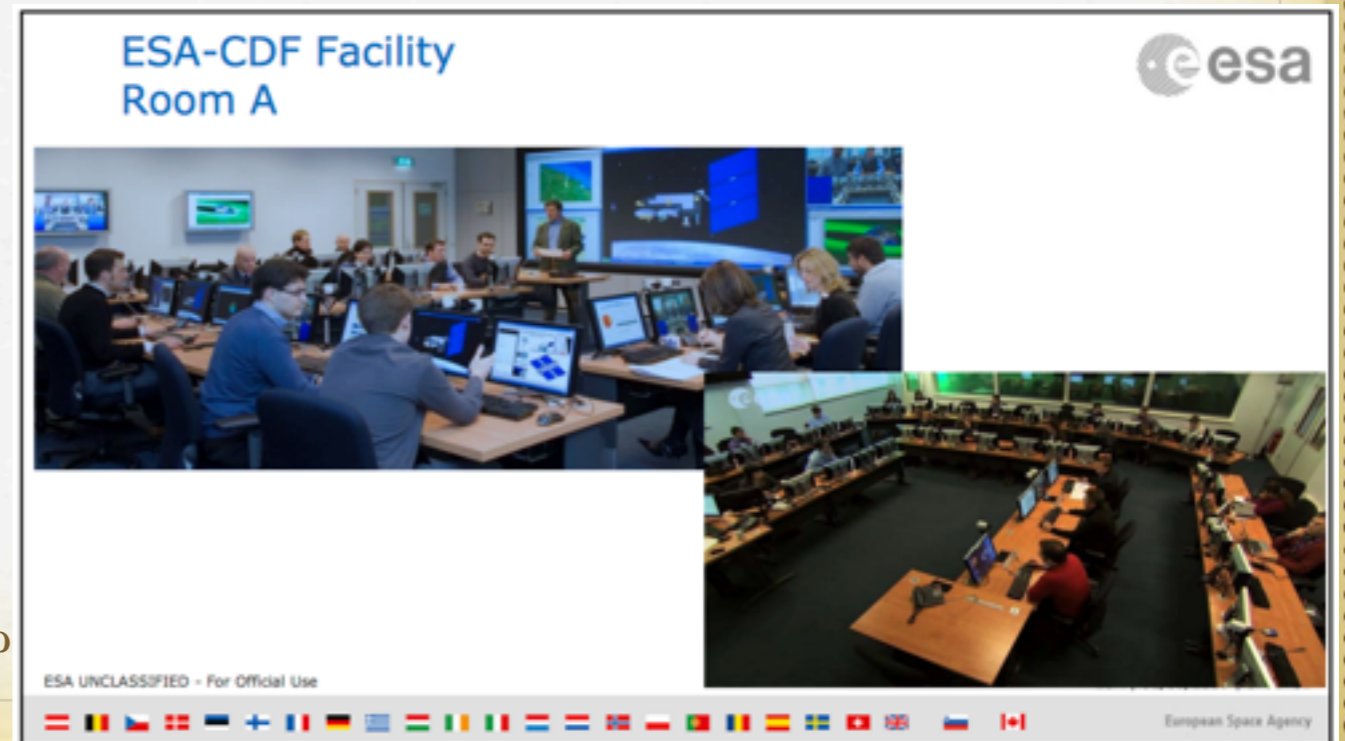 ESA-CDF Facility
Room A
esa
ESA UNCLASSIFIED - For Official Use
European Space Agency